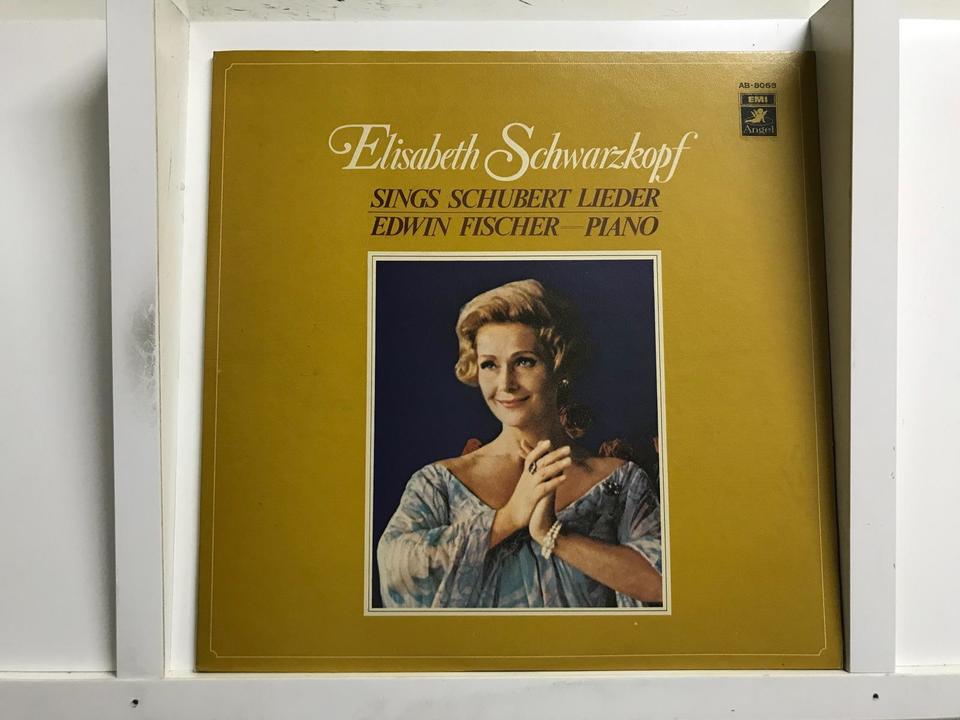 AB-8069
EMI
Angel
Elisabeth Schwarzkopf
SINGS SCHUBERT LIEDER
EDWIN FISCHER—PIANO